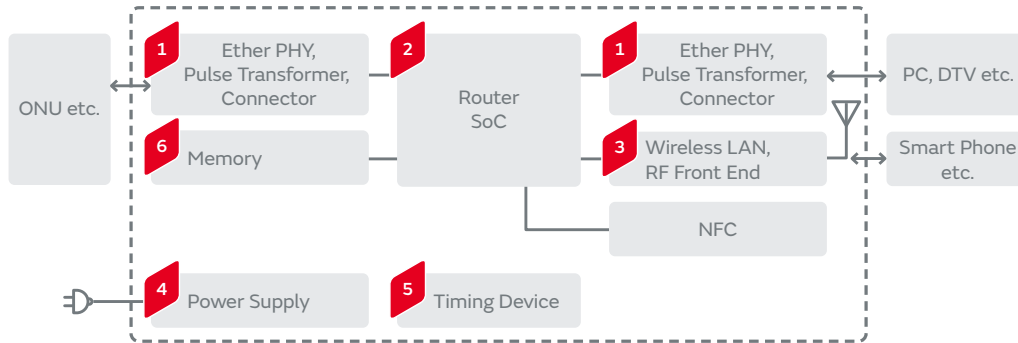 ONU etc.
1
Ether PHY,
Pulse Transformer,
Connector
6
Memory
2
Router
SoC
1
Ether PHY,
Pulse Transformer,
Connector
3
Wireless LAN,
RF Front End
NFC
PC, DTV etc.
Smart Phone
etc.
4
Power Supply
5
Timing Device